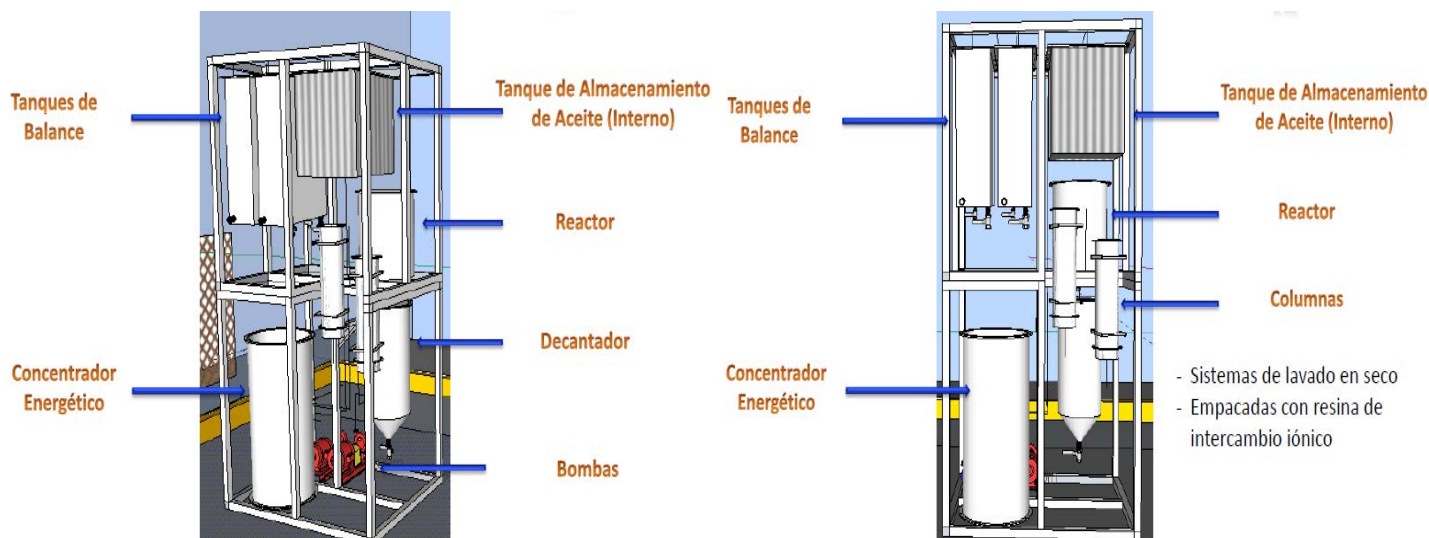 Tanques de
Balance
Concentrador
Energético
Tanque de Almacenamiento
de Aceite (Interno)
Reactor
Decantador
Bombas
Tanques de
Balance
Concentrador
Energético
Tanque de Almacenamiento
de Aceite (Interno)
Reactor
Columnas
- Sistemas de lavado en seco
- Empacadas con resina de
intercambio iónico